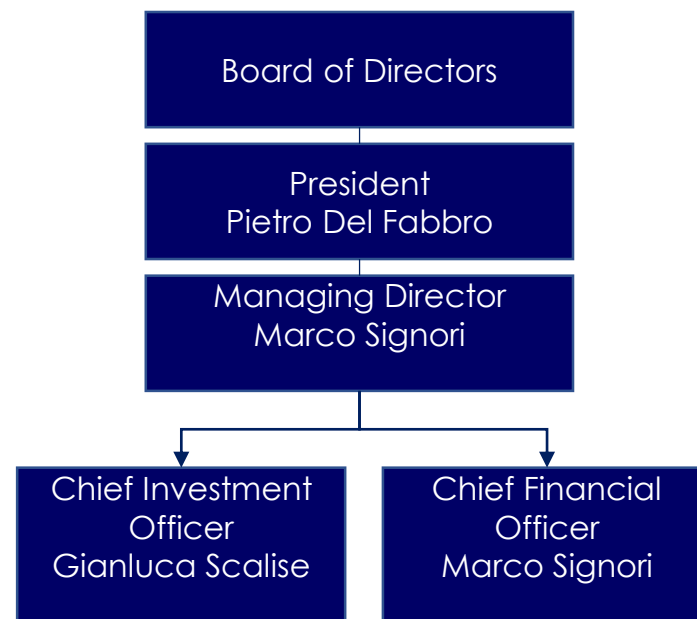 Board of Directors
President
Pietro Del Fabbro
Managing Director
Marco Signori
Chief Investment
Officer
Gianluca Scalise
Chief Financial
Officer
Marco Signori